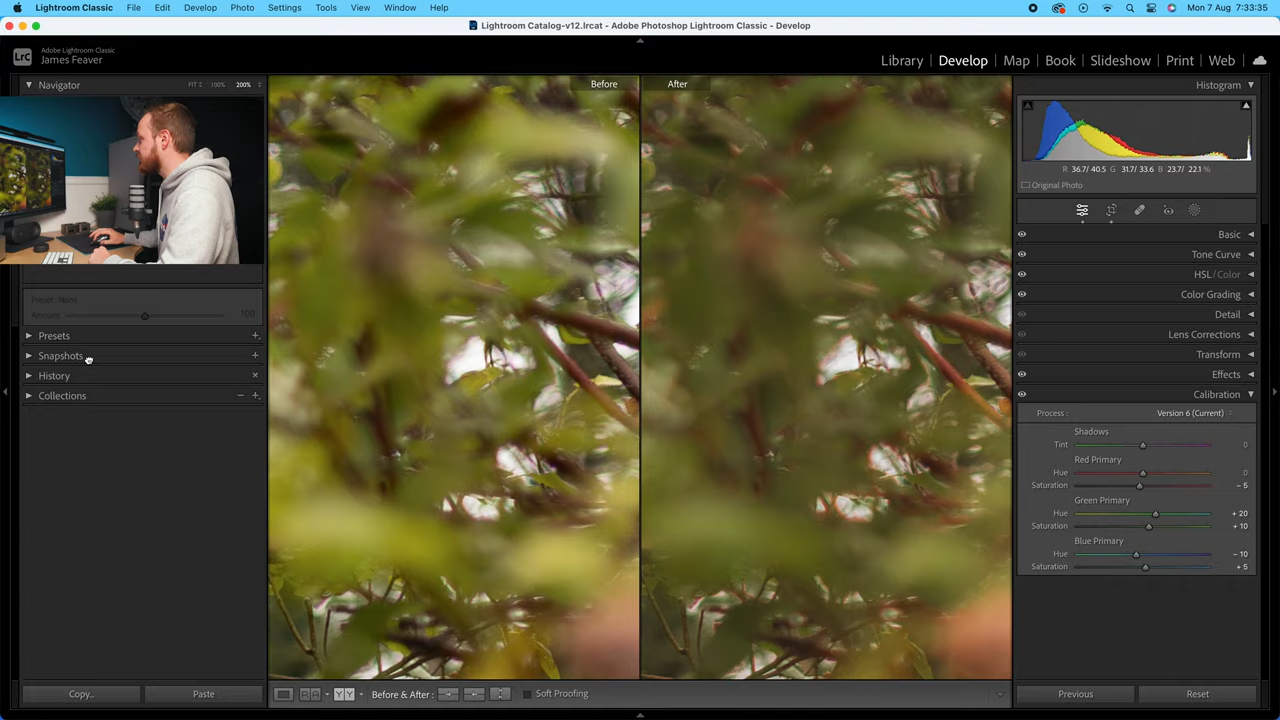 Lightroom Classic File Edit Develop Photo Settings Tools View Window Help Mon 7 Aug 7:33:35
Lightroom Catalog-v12.lrcat - Adobe Photoshop Lightroom Classic - Develop
LrC Adobe Lightroom Classic
James Feaver
Library Develop Map Book Slideshow Print Web
Navigator FIT 100% 200%
Before After
Histogram
R 36.7/ 40.5 G 31.7/ 33.6 B 23.7/ 22.1 %
Original Photo
Basic
Tone Curve
HSL / Color
Color Grading
Detail
Lens Corrections
Transform
Effects
Calibration
Process : Version 6 (Current)
Shadows
Tint 0
Red Primary
Hue 0
Saturation - 5
Green Primary
Hue + 20
Saturation + 10
Blue Primary
Hue - 10
Saturation + 5
Preset : None
Amount 100
Presets
Snapshots
History
Collections
Copy... Paste
Before & After : Soft Proofing
Previous Reset